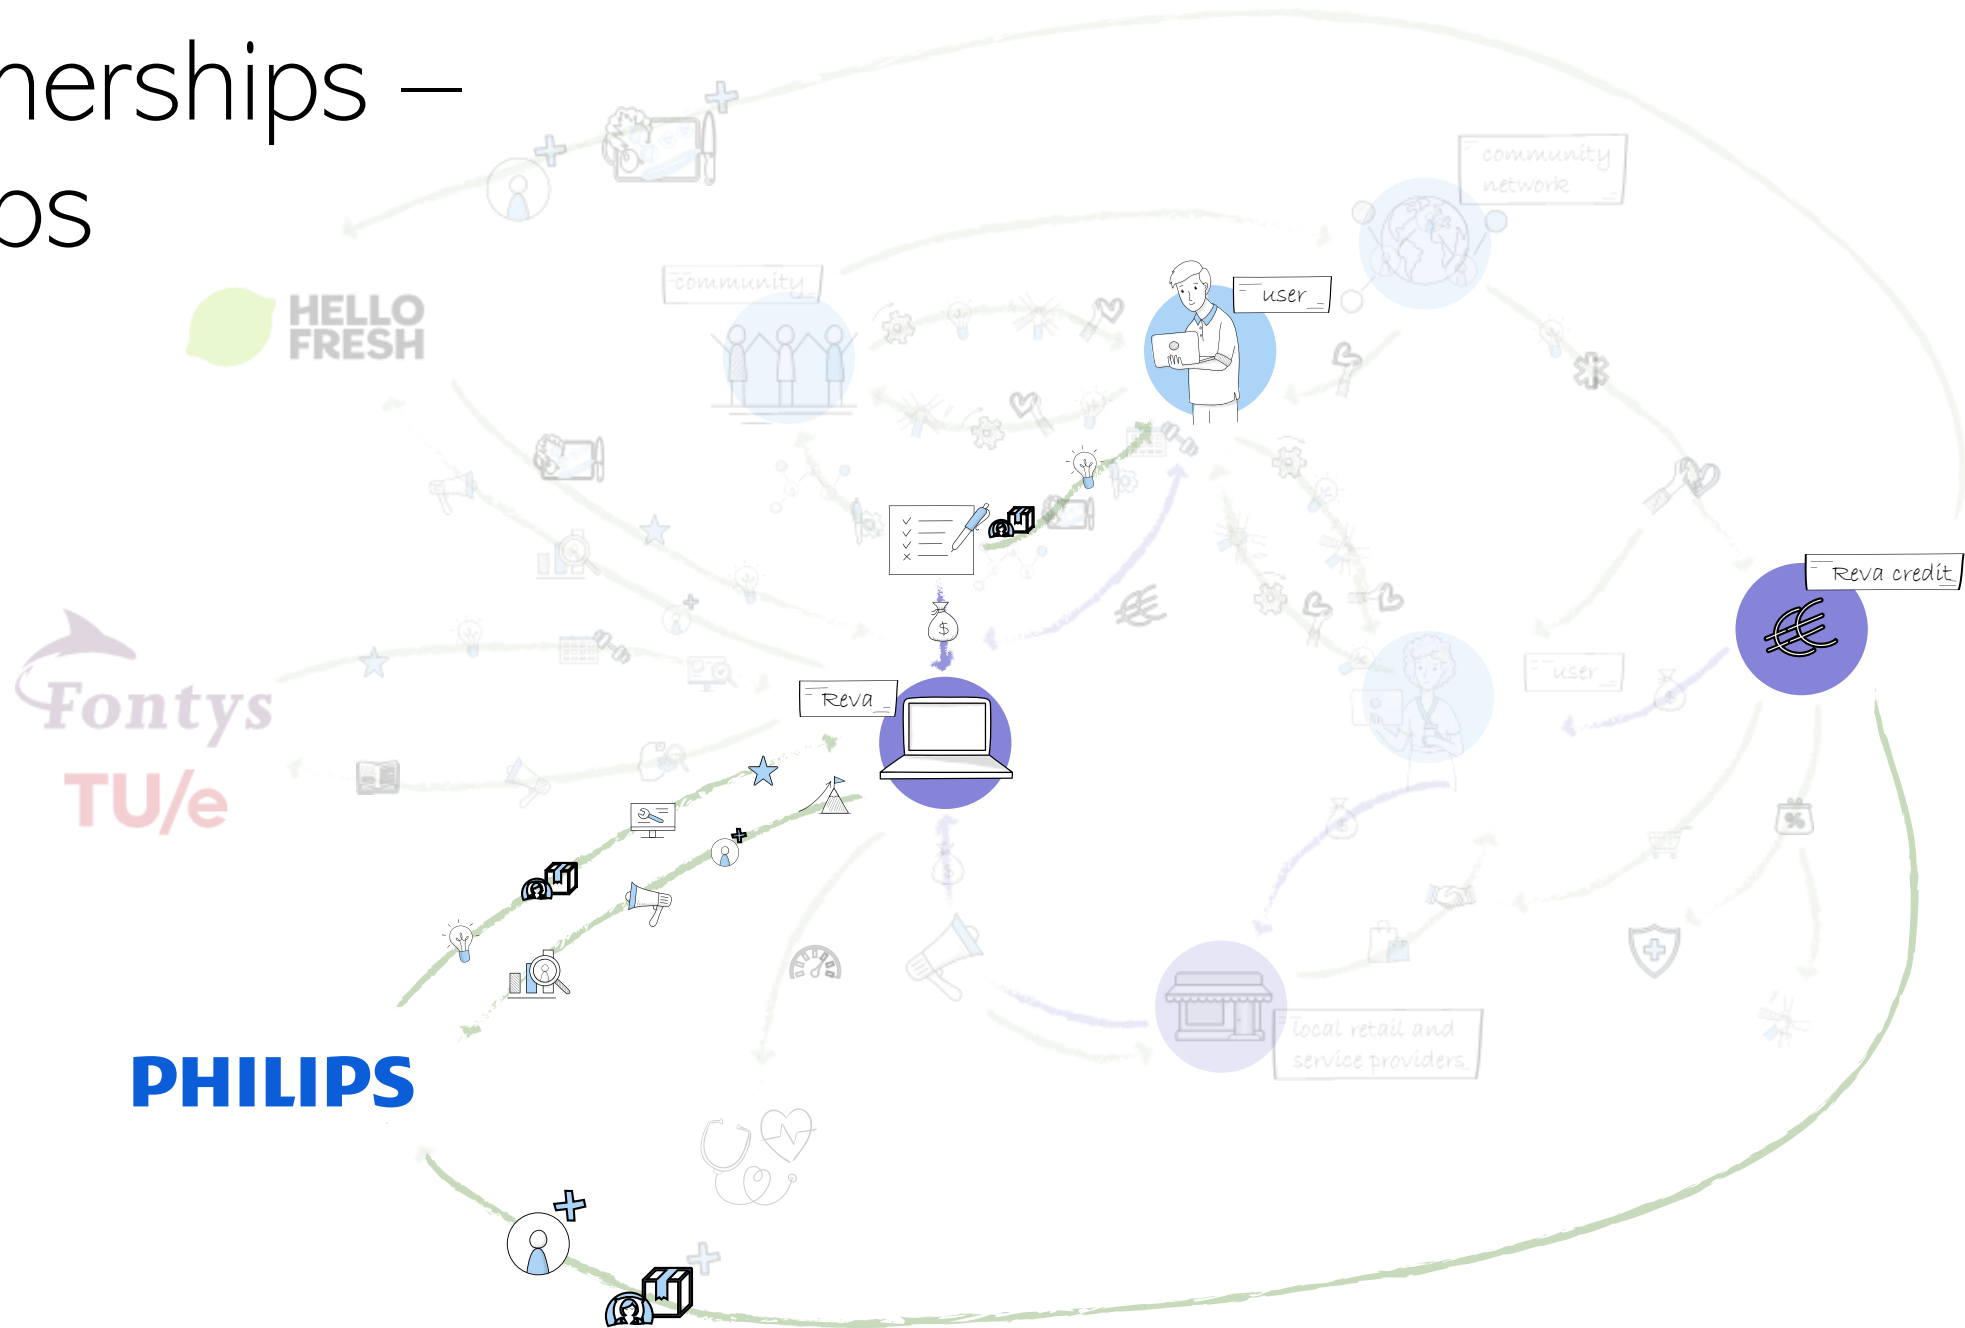 nerships –
ps
community
network
community
user
HELLO
FRESH
$
Reva credit
user
Reva
Fontys
TU/e
$
%
local retail and
service providers
PHILIPS